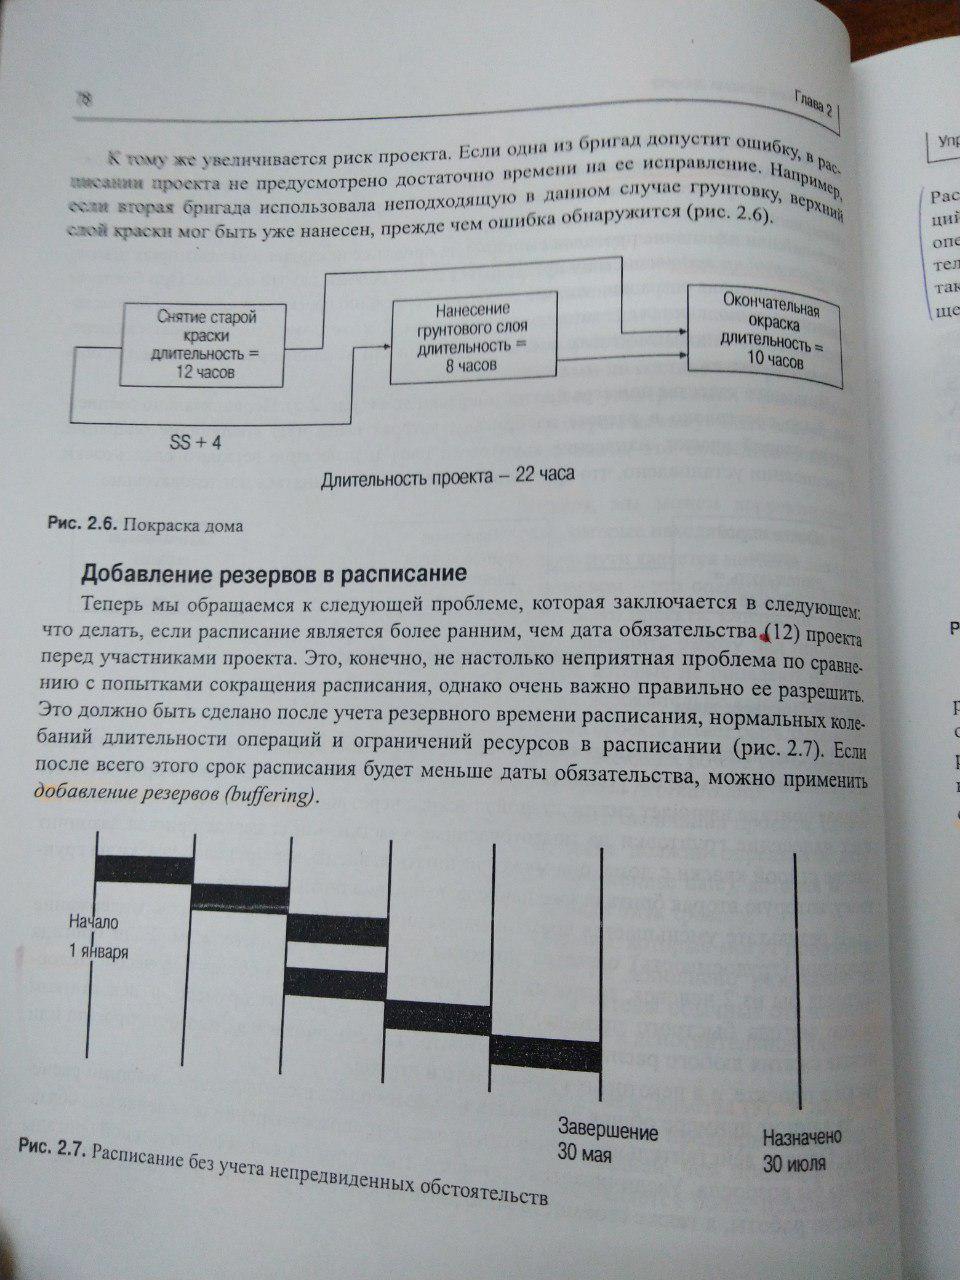 78
Глава 2
К тому же увеличивается риск проекта. Если одна из бригад допустит ошибку, в рас-
писании проекта не предусмотрено достаточно времени на ее исправление. Например,
если вторая бригада использовала неподходящую в данном случае грунтовку, верхний
слой краски мог быть уже нанесен, прежде чем ошибка обнаружится (рис. 2.6).
Снятие старой
краски
длительность =
12 часов
Нанесение
грунтового слоя
длительность =
8 часов
Окончательная
окраска
длительность =
10 часов
SS + 4
Длительность проекта – 22 часа
Рис. 2.6. Покраска дома
Добавление резервов в расписание
Теперь мы обращаемся к следующей проблеме, которая заключается в следующем:
что делать, если расписание является более ранним, чем дата обязательства (12) проекта
перед участниками проекта. Это, конечно, не настолько неприятная проблема по сравне-
нию с попытками сокращения расписания, однако очень важно правильно ее разрешить.
Это должно быть сделано после учета резервного времени расписания, нормальных коле-
баний длительности операций и ограничений ресурсов в расписании (рис. 2.7). Если
после всего этого срок расписания будет меньше даты обязательства, можно применить
добавление резервов (buffering).
Начало
1 января
Завершение
30 мая
Назначено
30 июля
Рис. 2.7. Расписание без учета непредвиденных обстоятельств
Упр
Рас
ций
опе
тел
так
ще